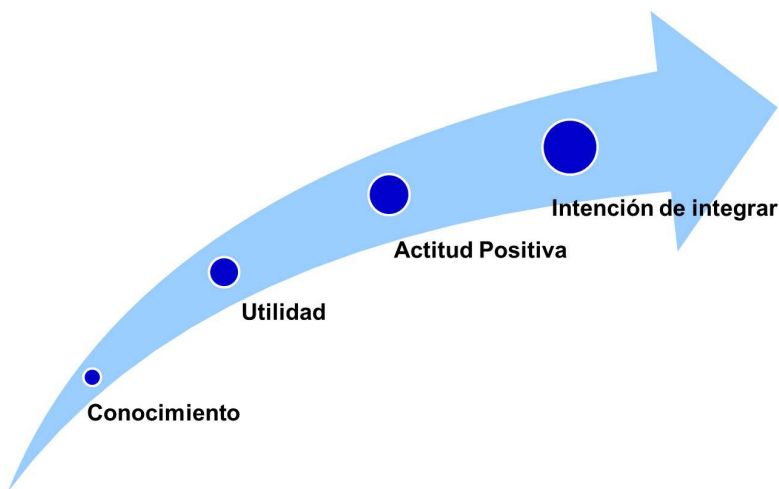 Intención de integrar
Actitud Positiva
Utilidad
Conocimiento